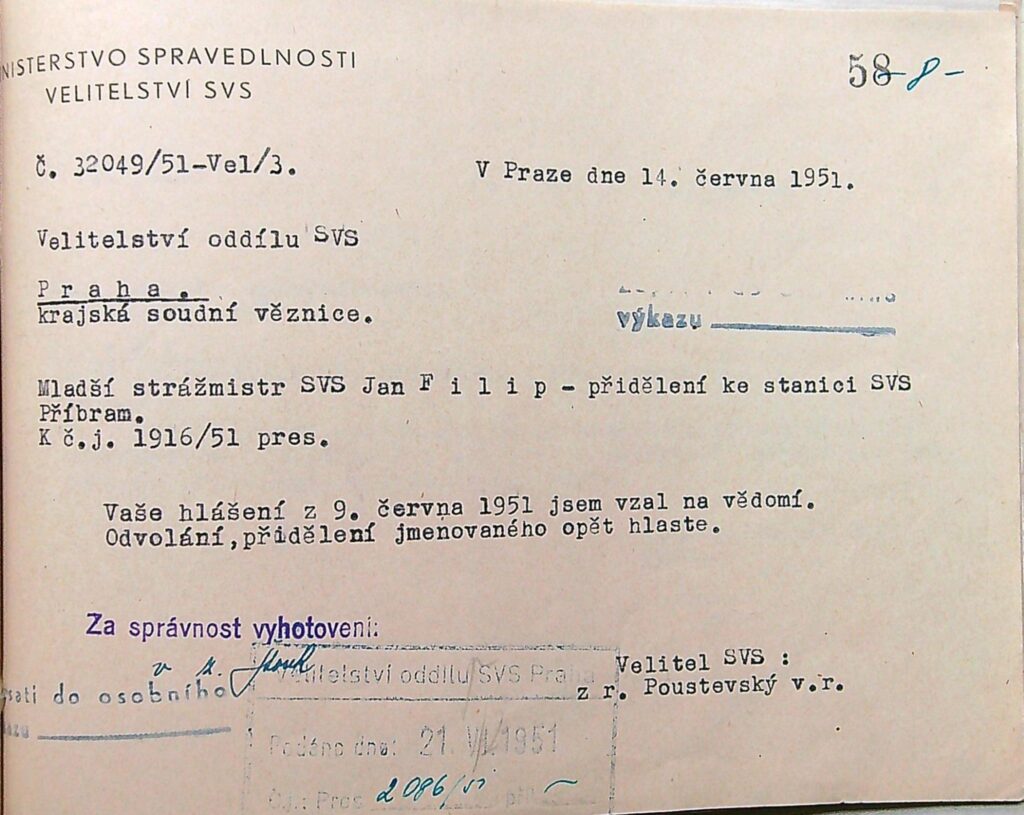 NISTERSTVO SPRAVEDLNOSTI
VELITELSTVÍ SVS
58 -8-
č. 32049/51-Vel/3.
V Praze dne 14. června 1951.
Velitelství oddílu SVS
P r a h a .
krajská soudní věznice.
výkazu
Mladší strážmistr SVS Jan F i l i p - přidělení ke stanici SVS
Příbram.
K č.j. 1916/51 pres.
Vaše hlášení z 9. června 1951 jsem vzal na vědomí.
Odvolání,přidělení jmenovaného opět hlaste.
Za správnost vyhotovení:
sati do osobního
Velitelství oddílu SVS Praha
Velitel SVS :
z r. Poustevský v.r.
Podáno dne: 21. VI. 1951
Čj.: Pres 2086/51 příl